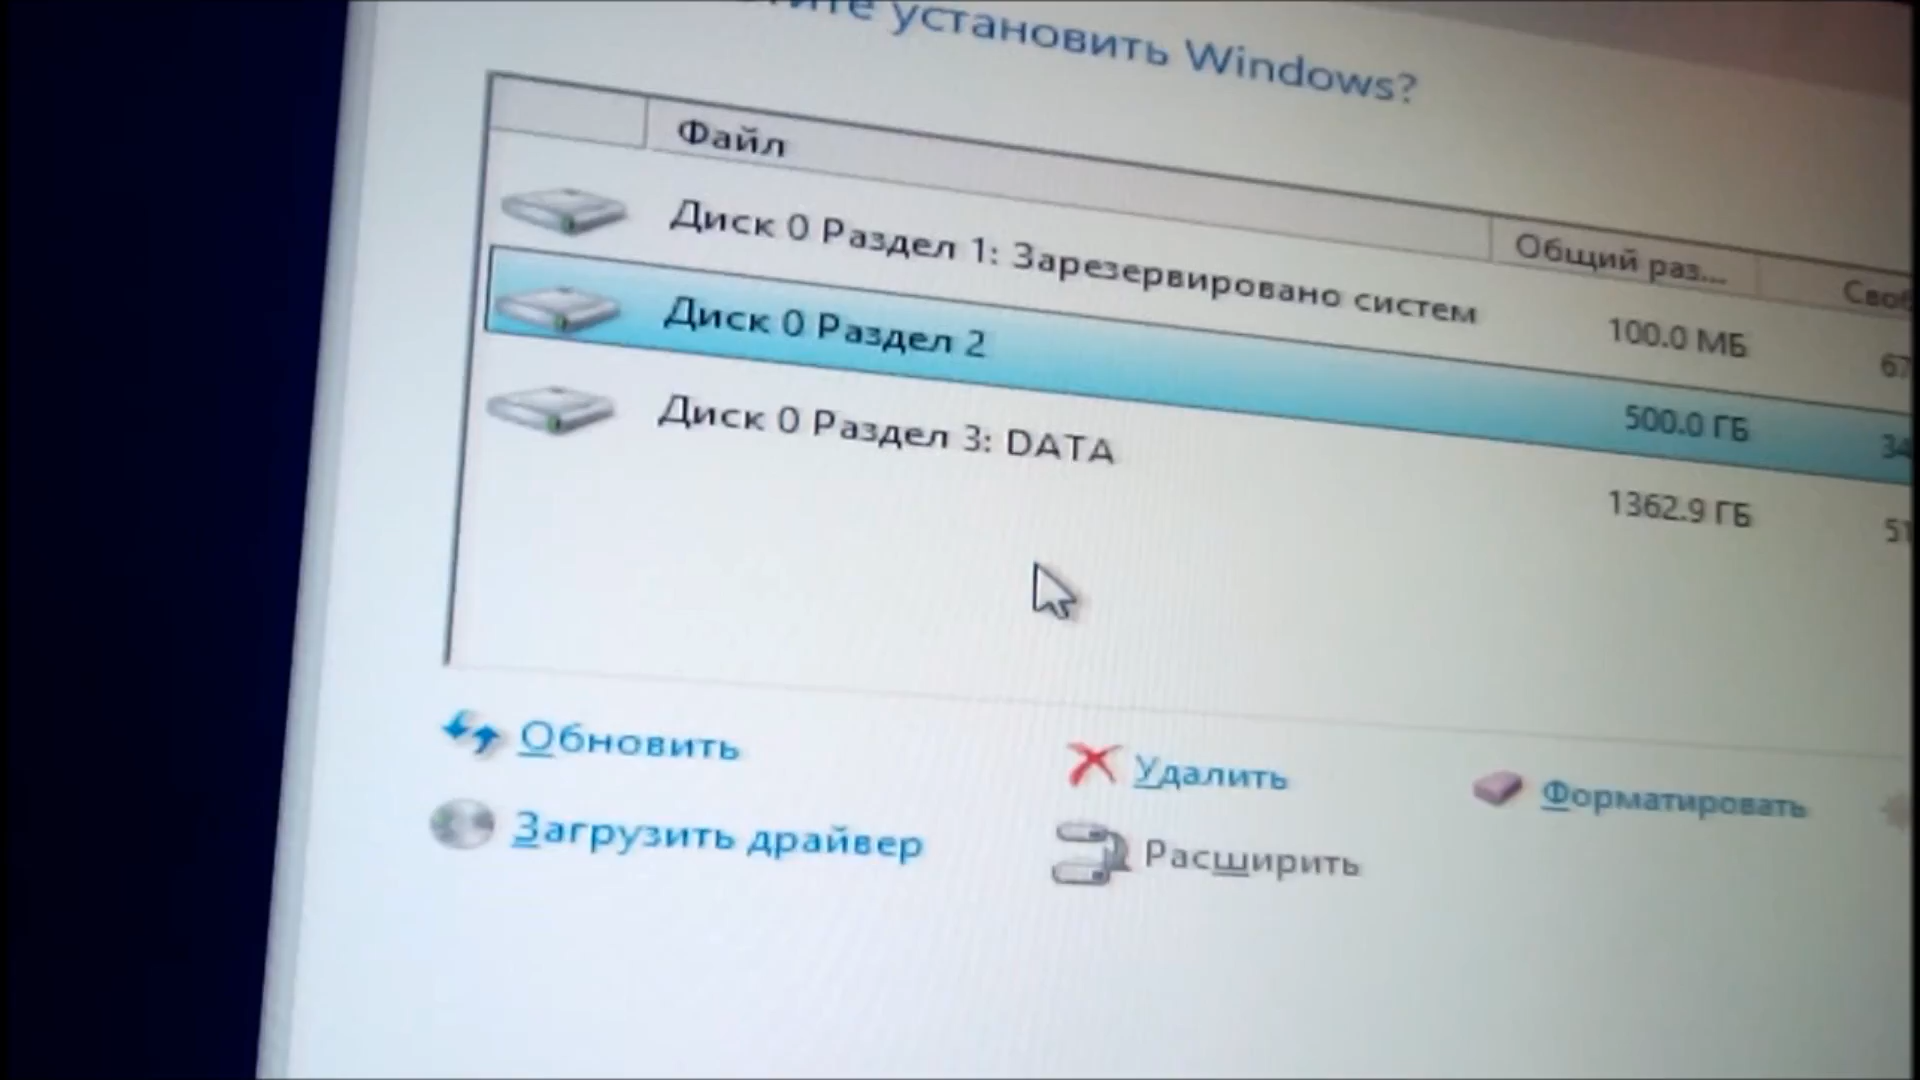 установить Windows?
Файл
Общий раз...
Диск 0 Раздел 1: Зарезервировано систем
100.0 МБ
Диск 0 Раздел 2
500.0 ГБ
Диск 0 Раздел 3: DATA
1362.9 ГБ
Обновить
Удалить
Форматировать
Загрузить драйвер
Расширить